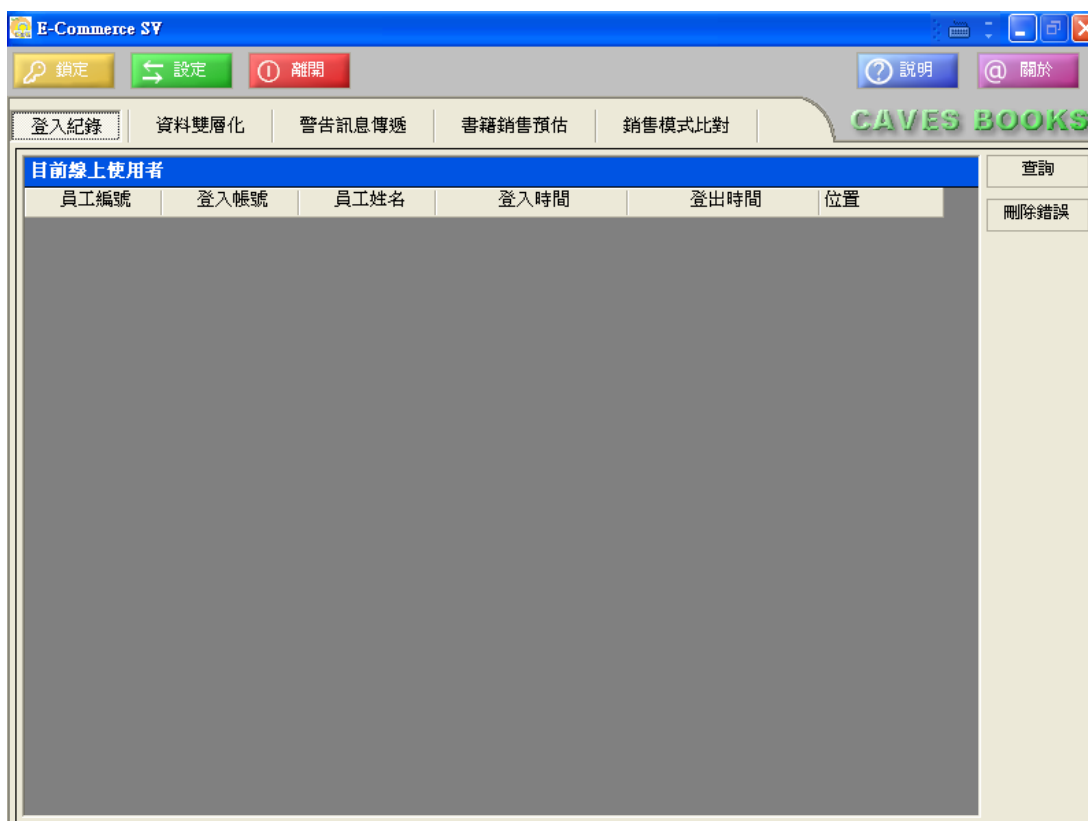 E-Commerce SV
鎖定 設定 離開 說明 @ 關於
登入紀錄 資料雙層化 警告訊息傳遞 書籍銷售預估 銷售模式比對 CAVES BOOKS
目前線上使用者 查詢
員工編號 登入帳號 員工姓名 登入時間 登出時間 位置
刪除錯誤